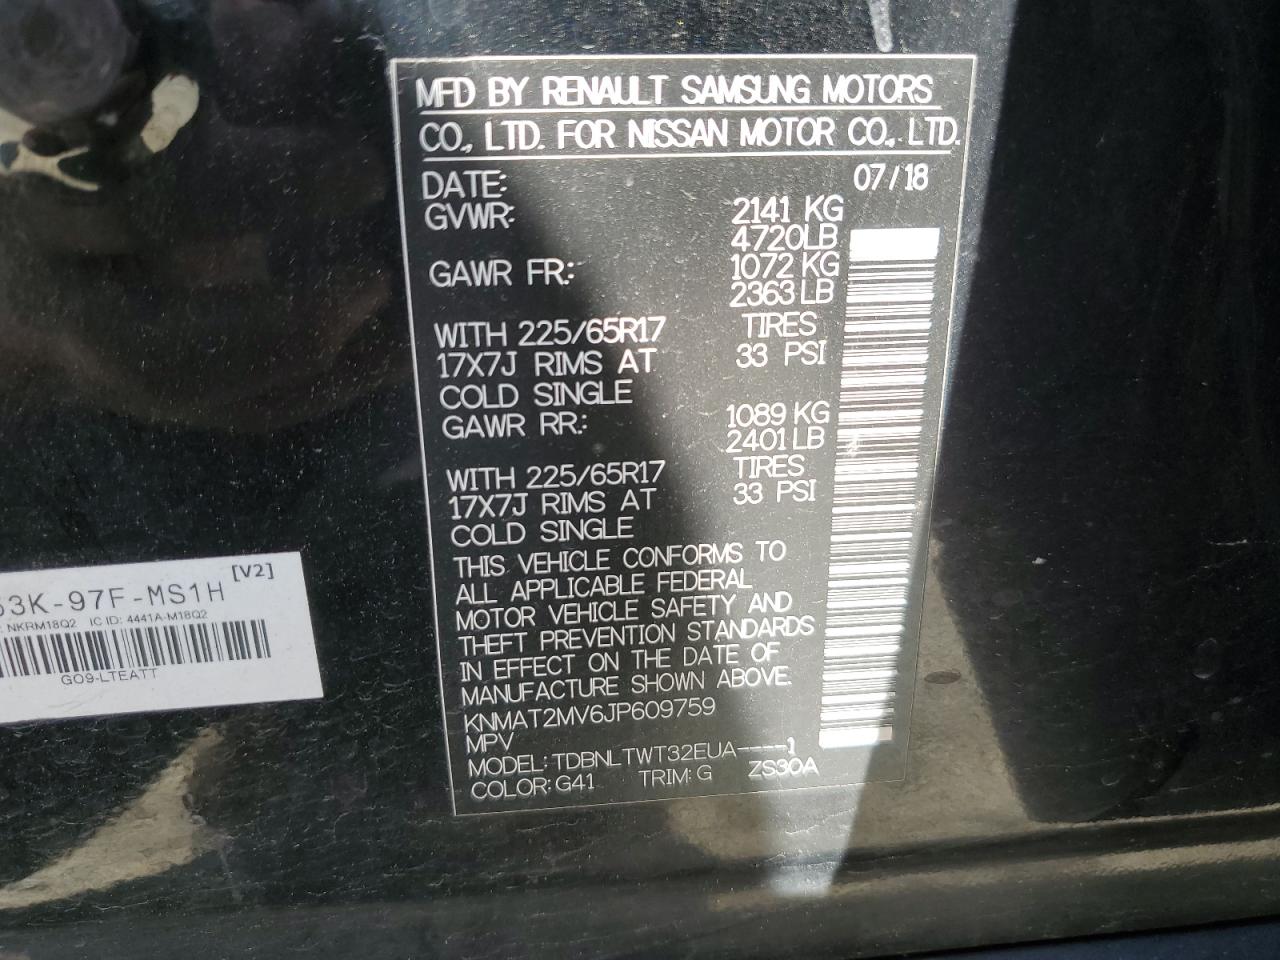 MFD BY RENAULT SAMSUNG MOTORS
CO., LTD. FOR NISSAN MOTOR CO., LTD.
DATE: 07/18
GVWR: 2141 KG
4720LB
GAWR FR.: 1072 KG
2363 LB
WITH 225/65R17 TIRES
17X7J RIMS AT 33 PSI
COLD SINGLE
GAWR RR.: 1089 KG
2401 LB
WITH 225/65R17 TIRES
17X7J RIMS AT 33 PSI
COLD SINGLE
THIS VEHICLE CONFORMS TO
ALL APPLICABLE FEDERAL
MOTOR VEHICLE SAFETY AND
THEFT PREVENTION STANDARDS
IN EFFECT ON THE DATE OF
MANUFACTURE SHOWN ABOVE.
KNMAT2MV6JP609759
MPV
MODEL: TDBNLTWT32EUA----1
COLOR: G41 TRIM: G ZS30A
[V2]
53K-97F-MS1H
: NKRM18Q2 IC ID: 4441A-M18Q2
GO9-LTEATT